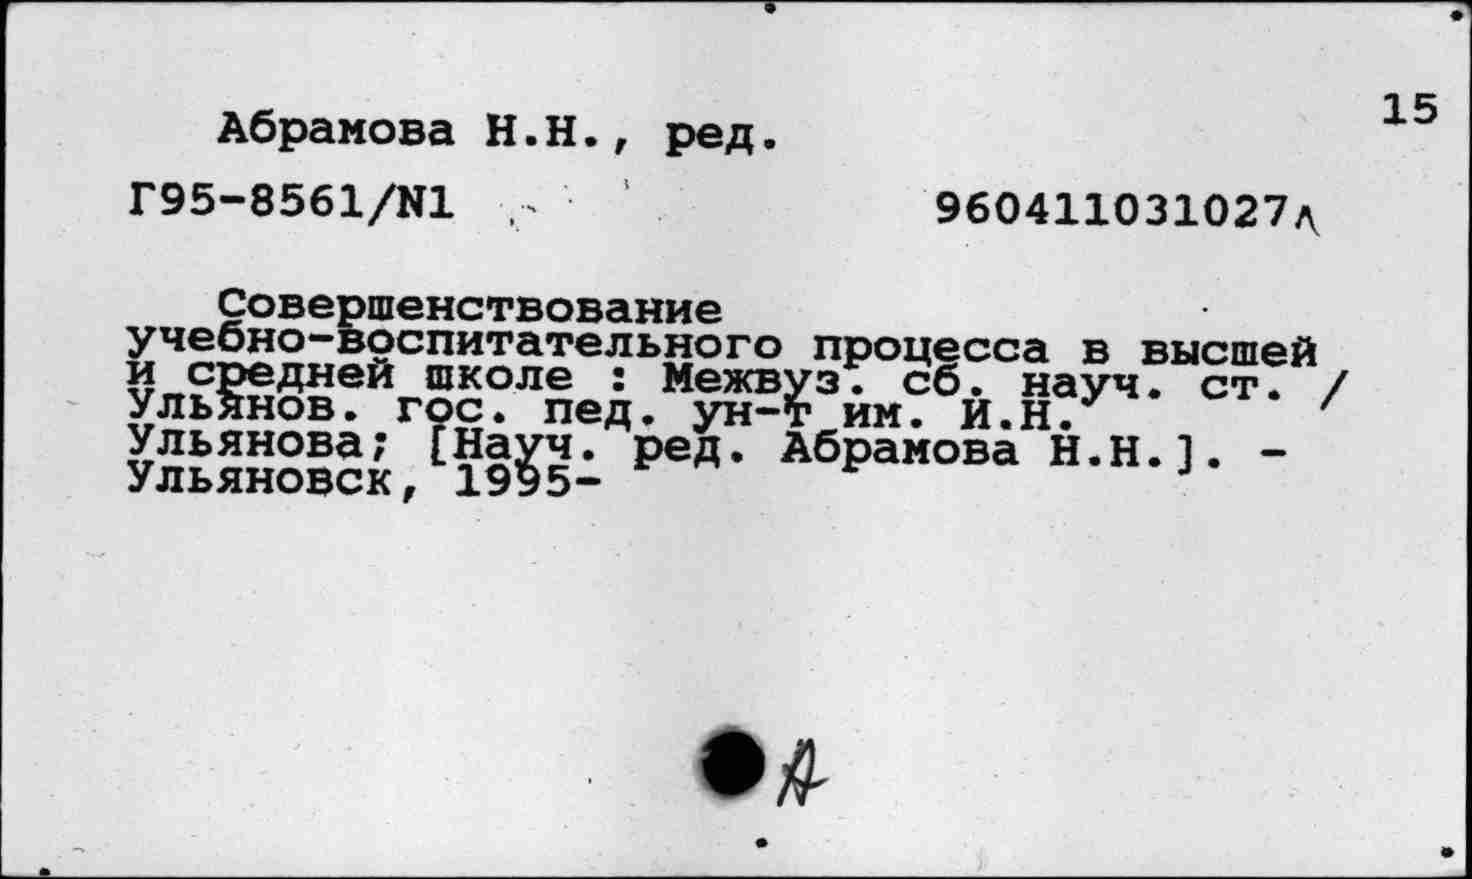 15
Абрамова Н.Н., ред.
Г95-8561/N1 960411031027д
Совершенствование
учебно-воспитательного процесса в высшей
и средней школе : Межвуз. сб. науч. ст. /
Ульянов. гос. пед. ун-т им. И.Н.
Ульянова; [Науч. ред. Абрамова Н.Н.]. -
Ульяновск, 1995-